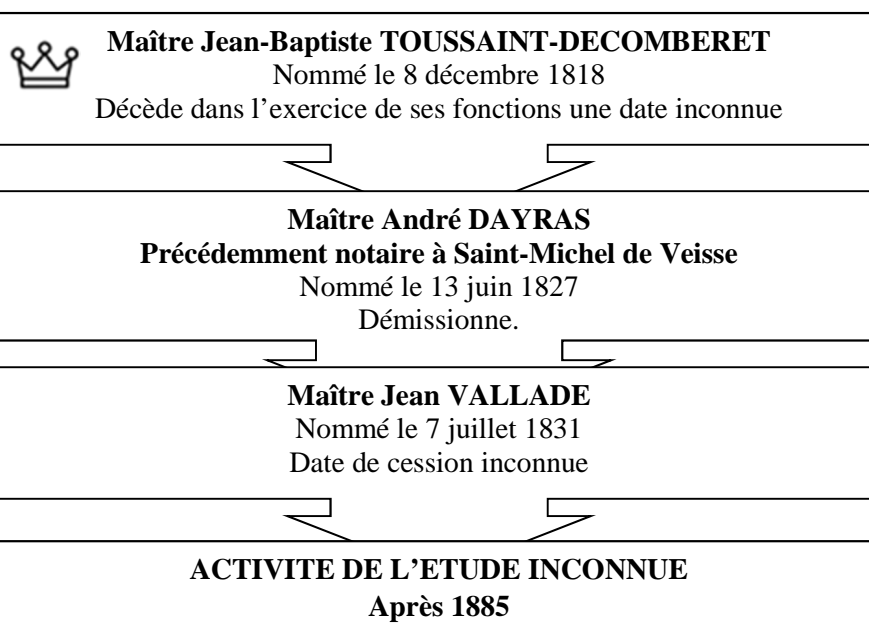 Maître Jean-Baptiste TOUSSAINT-DECOMBERET
Nommé le 8 décembre 1818
Décède dans l’exercice de ses fonctions une date inconnue
Maître André DAYRAS
Précédemment notaire à Saint-Michel de Veisse
Nommé le 13 juin 1827
Démissionne.
Maître Jean VALLADE
Nommé le 7 juillet 1831
Date de cession inconnue
ACTIVITE DE L’ETUDE INCONNUE
Après 1885